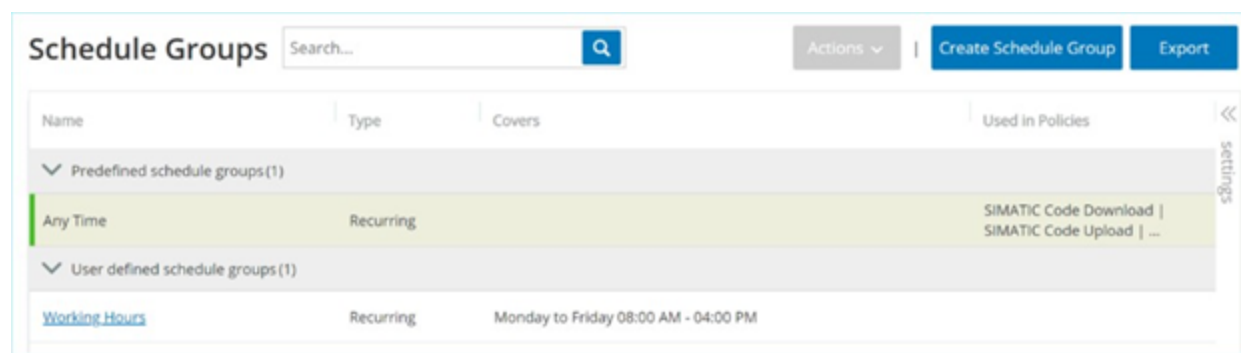 Schedule Groups Search... Actions | Create Schedule Group Export
Name Type Covers Used in Policies
settings
Predefined schedule groups (1)
Any Time Recurring SIMATIC Code Download |
SIMATIC Code Upload | ...
User defined schedule groups (1)
Working Hours Recurring Monday to Friday 08:00 AM - 04:00 PM